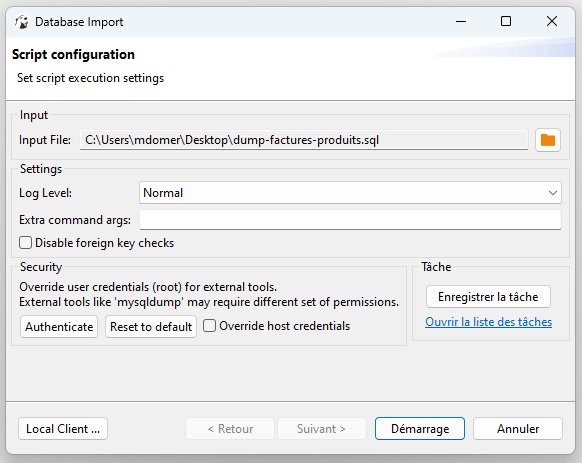 Database Import
Script configuration
Set script execution settings
Input
Input File:
C:\Users\mdomer\Desktop\dump-factures-produits.sql
Settings
Log Level:
Normal
Extra command args:
Disable foreign key checks
Security
Override user credentials (root) for external tools.
External tools like 'mysqldump' may require different set of permissions.
Authenticate
Reset to default
Override host credentials
Tâche
Enregistrer la tâche
Ouvrir la liste des tâches
Local Client ...
< Retour
Suivant >
Démarrage
Annuler